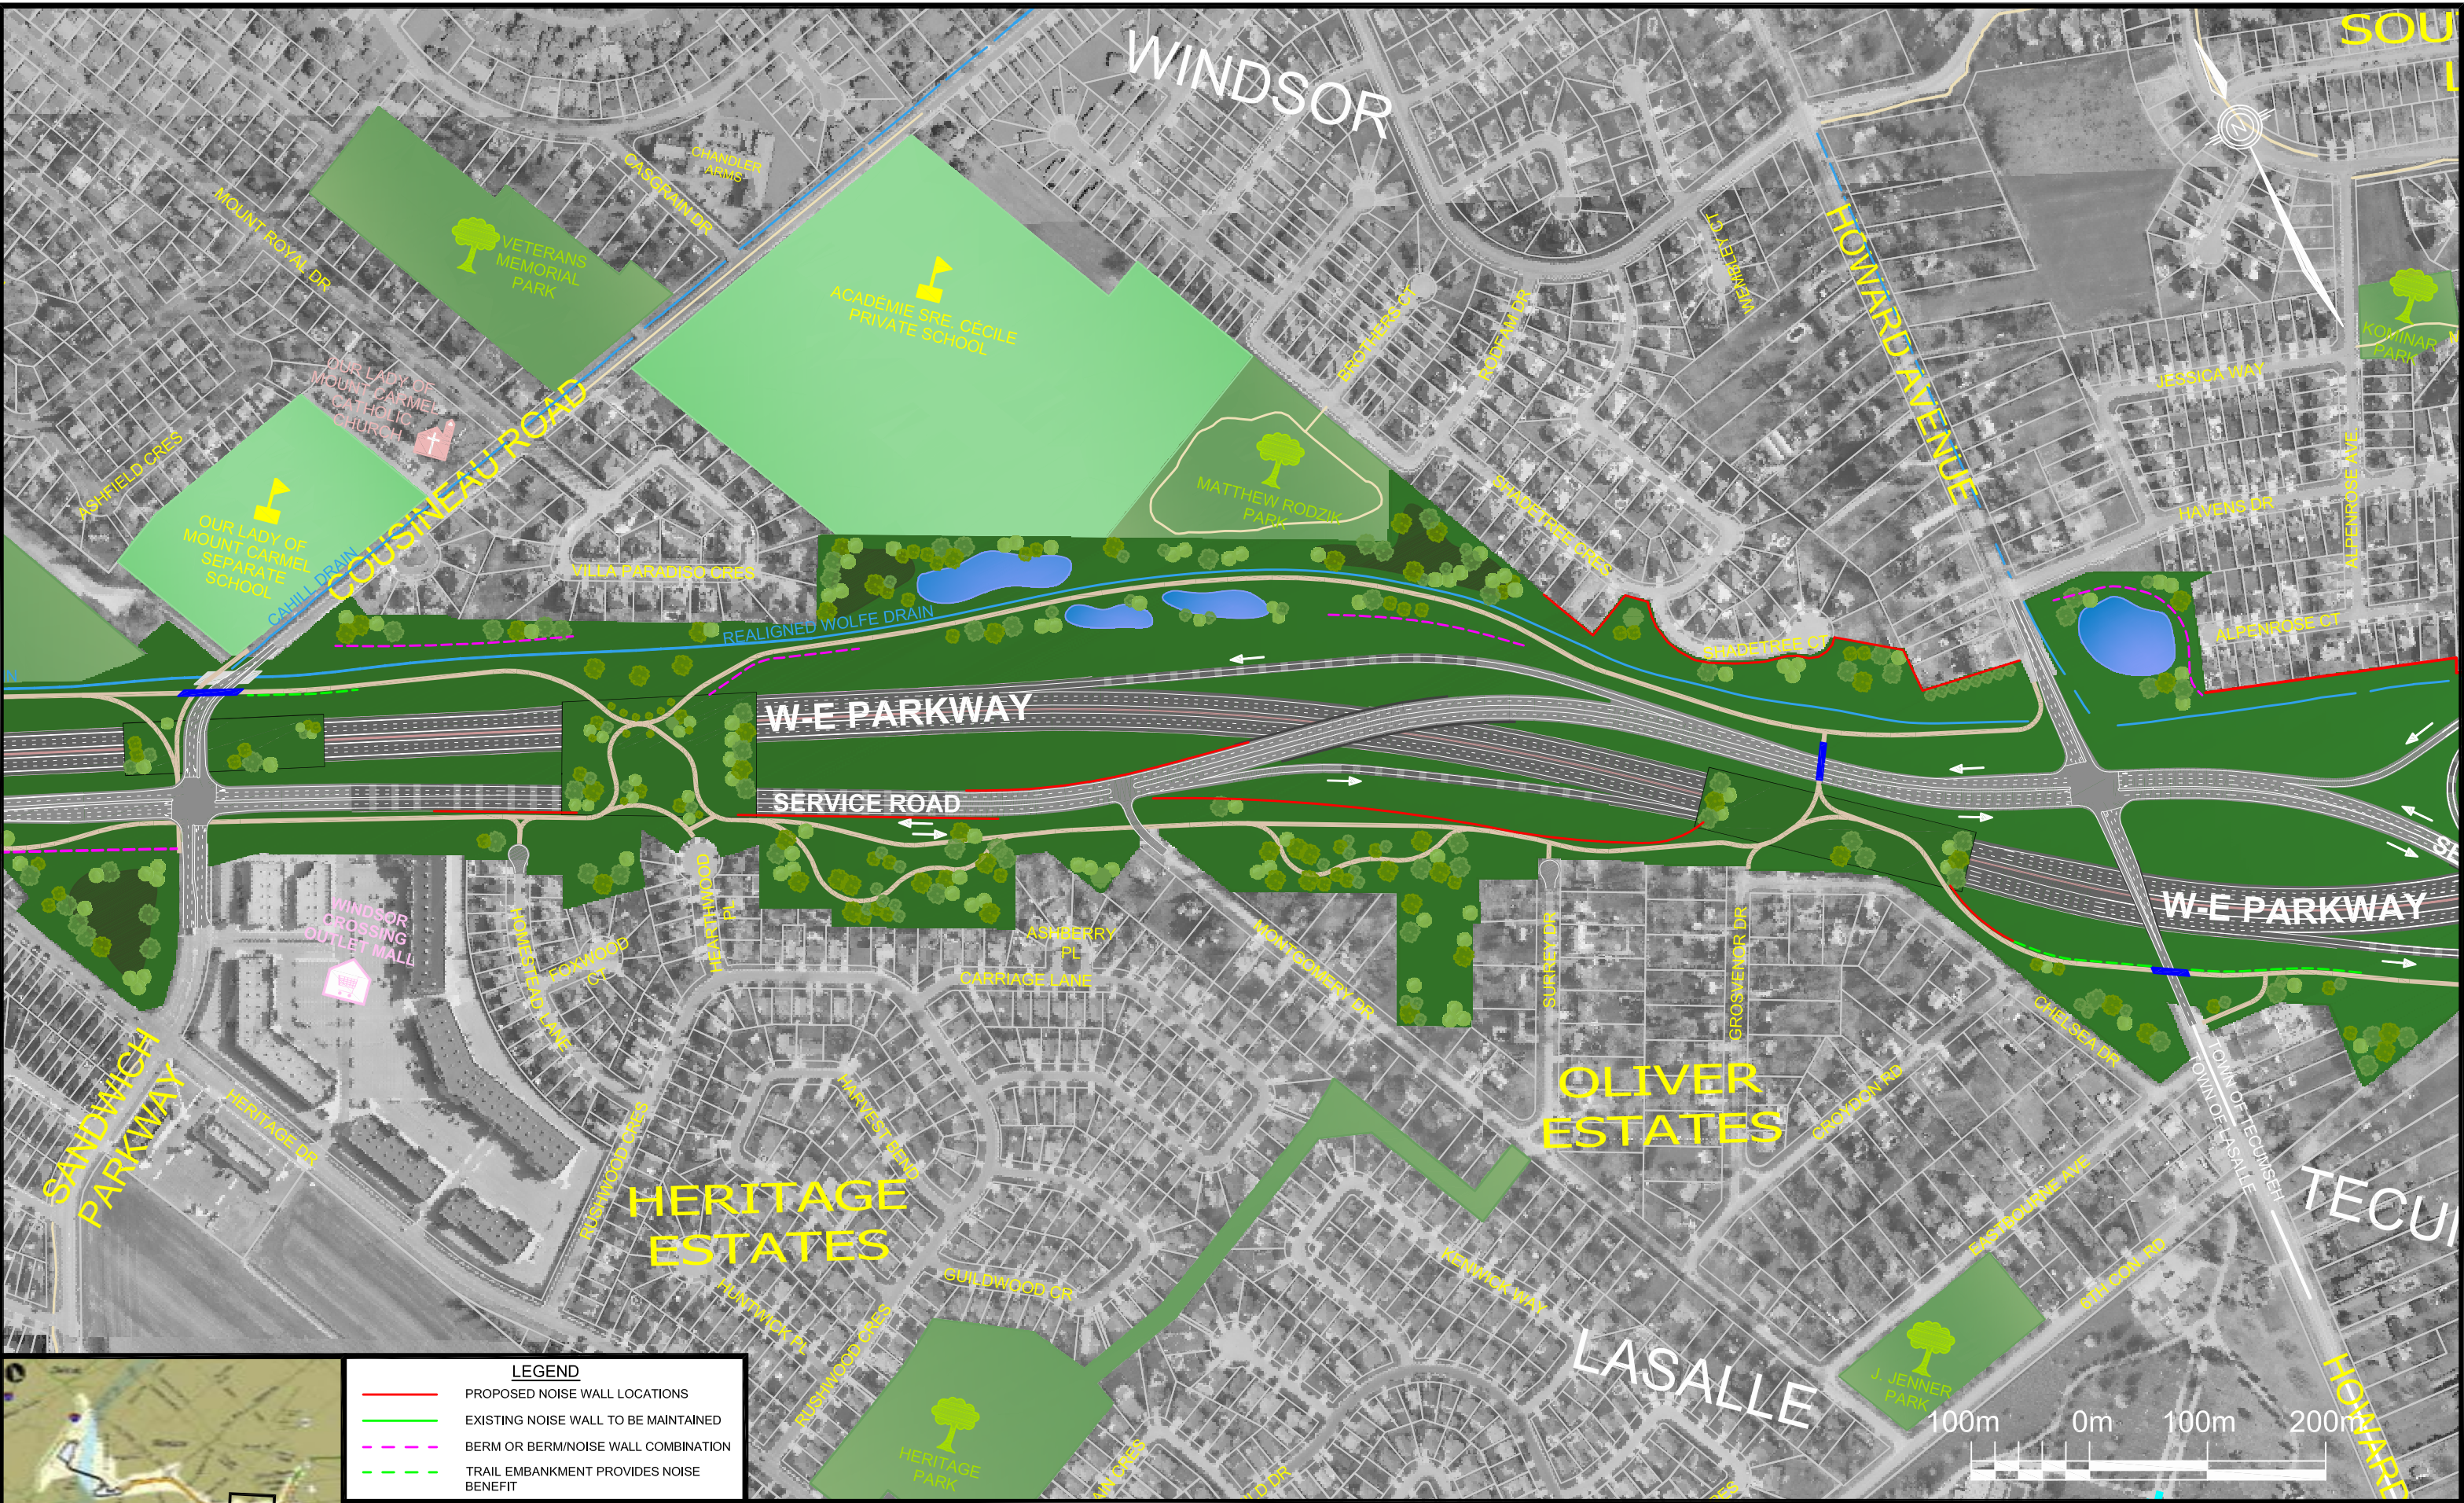 WINDSOR
SOU
L
CHANDLER
ARMS
CASGRAIN DR
MOUNT ROYAL DR
VETERANS
MEMORIAL
PARK
ACADÉMIE SRE. CÉCILE
PRIVATE SCHOOL
BROTHERS CT
RODFAM DR
WEMBLEY CT
HOWARD AVENUE
N
KOMINAR
PARK
JESSICA WAY
ALPENROSE AVE.
HAVENS DR
ALPENROSE CT
OUR LADY OF
MOUNT CARMEL
CATHOLIC
CHURCH
ASHFIELD CRES
OUR LADY OF
MOUNT CARMEL
SEPARATE
SCHOOL
COUSINEAU ROAD
CAHILL DRAIN
VILLA PARADISO CRES
MATTHEW RODZIK
PARK
SHADETREE CRES
SHADETREE CT
REALIGNED WOLFE DRAIN
W-E PARKWAY
SERVICE ROAD
W-E PARKWAY
SE
WINDSOR
CROSSING
OUTLET MALL
HOMESTEAD LANE
FOXWOOD
CT
HEARTHWOOD
PL
ASHBERRY
PL
CARRIAGE LANE
MONTGOMERY DR
SURREY DR
GROSVENOR DR
CHELSEA DR
TOWN OF TECUMSEH
TOWN OF LASALLE
SANDWICH
PARKWAY
HERITAGE DR
RUSHWOOD CRES
HARVEST BEND
HERITAGE
ESTATES
OLIVER
ESTATES
CROYDON RD
EASTBOURNE AVE
6TH CON. RD
TECU
HUNTWICK PL
GUILDWOOD CR
RUSHWOOD CRES
KENWICK WAY
LASALLE
J. JENNER
PARK
HERITAGE
PARK
AIN CRES
LD DR
RES
HOWARD
100m 0m 100m 200m
LEGEND
PROPOSED NOISE WALL LOCATIONS
EXISTING NOISE WALL TO BE MAINTAINED
BERM OR BERM/NOISE WALL COMBINATION
TRAIL EMBANKMENT PROVIDES NOISE
BENEFIT